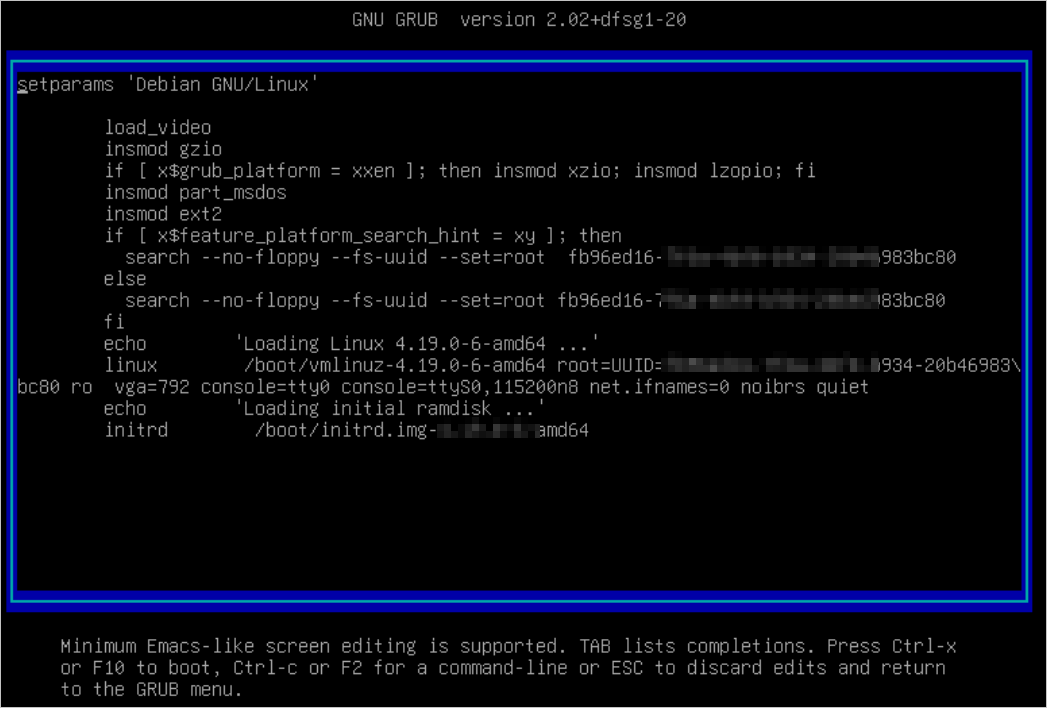 GNU GRUB  version 2.02+dfsg1-20
setparams 'Debian GNU/Linux'
load_video
insmod gzio
if [ x$grub_platform = xxen ]; then insmod xzio; insmod lzopio; fi
insmod part_msdos
insmod ext2
if [ x$feature_platform_search_hint = xy ]; then
search --no-floppy --fs-uuid --set=root  fb96ed16- 983bc80
else
search --no-floppy --fs-uuid --set=root fb96ed16- 983bc80
fi
echo 'Loading Linux 4.19.0-6-amd64 ...'
linux /boot/vmlinuz-4.19.0-6-amd64 root=UUID= 934-20b46983\
bc80 ro  vga=792 console=tty0 console=ttyS0,115200n8 net.ifnames=0 noibrs quiet
echo 'Loading initial ramdisk ...'
initrd /boot/initrd.img- amd64
Minimum Emacs-like screen editing is supported. TAB lists completions. Press Ctrl-x
or F10 to boot, Ctrl-c or F2 for a command-line or ESC to discard edits and return
to the GRUB menu.